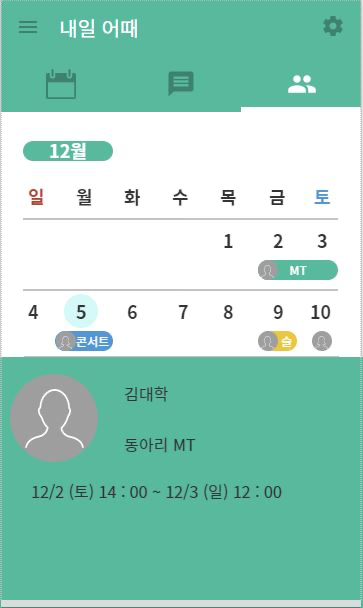 내일 어때
12월
일 월 화 수 목 금 토
1 2 3
MT
4 5 6 7 8 9 10
콘서트 술
김대학
동아리 MT
12/2 (토) 14 : 00 ~ 12/3 (일) 12 : 00